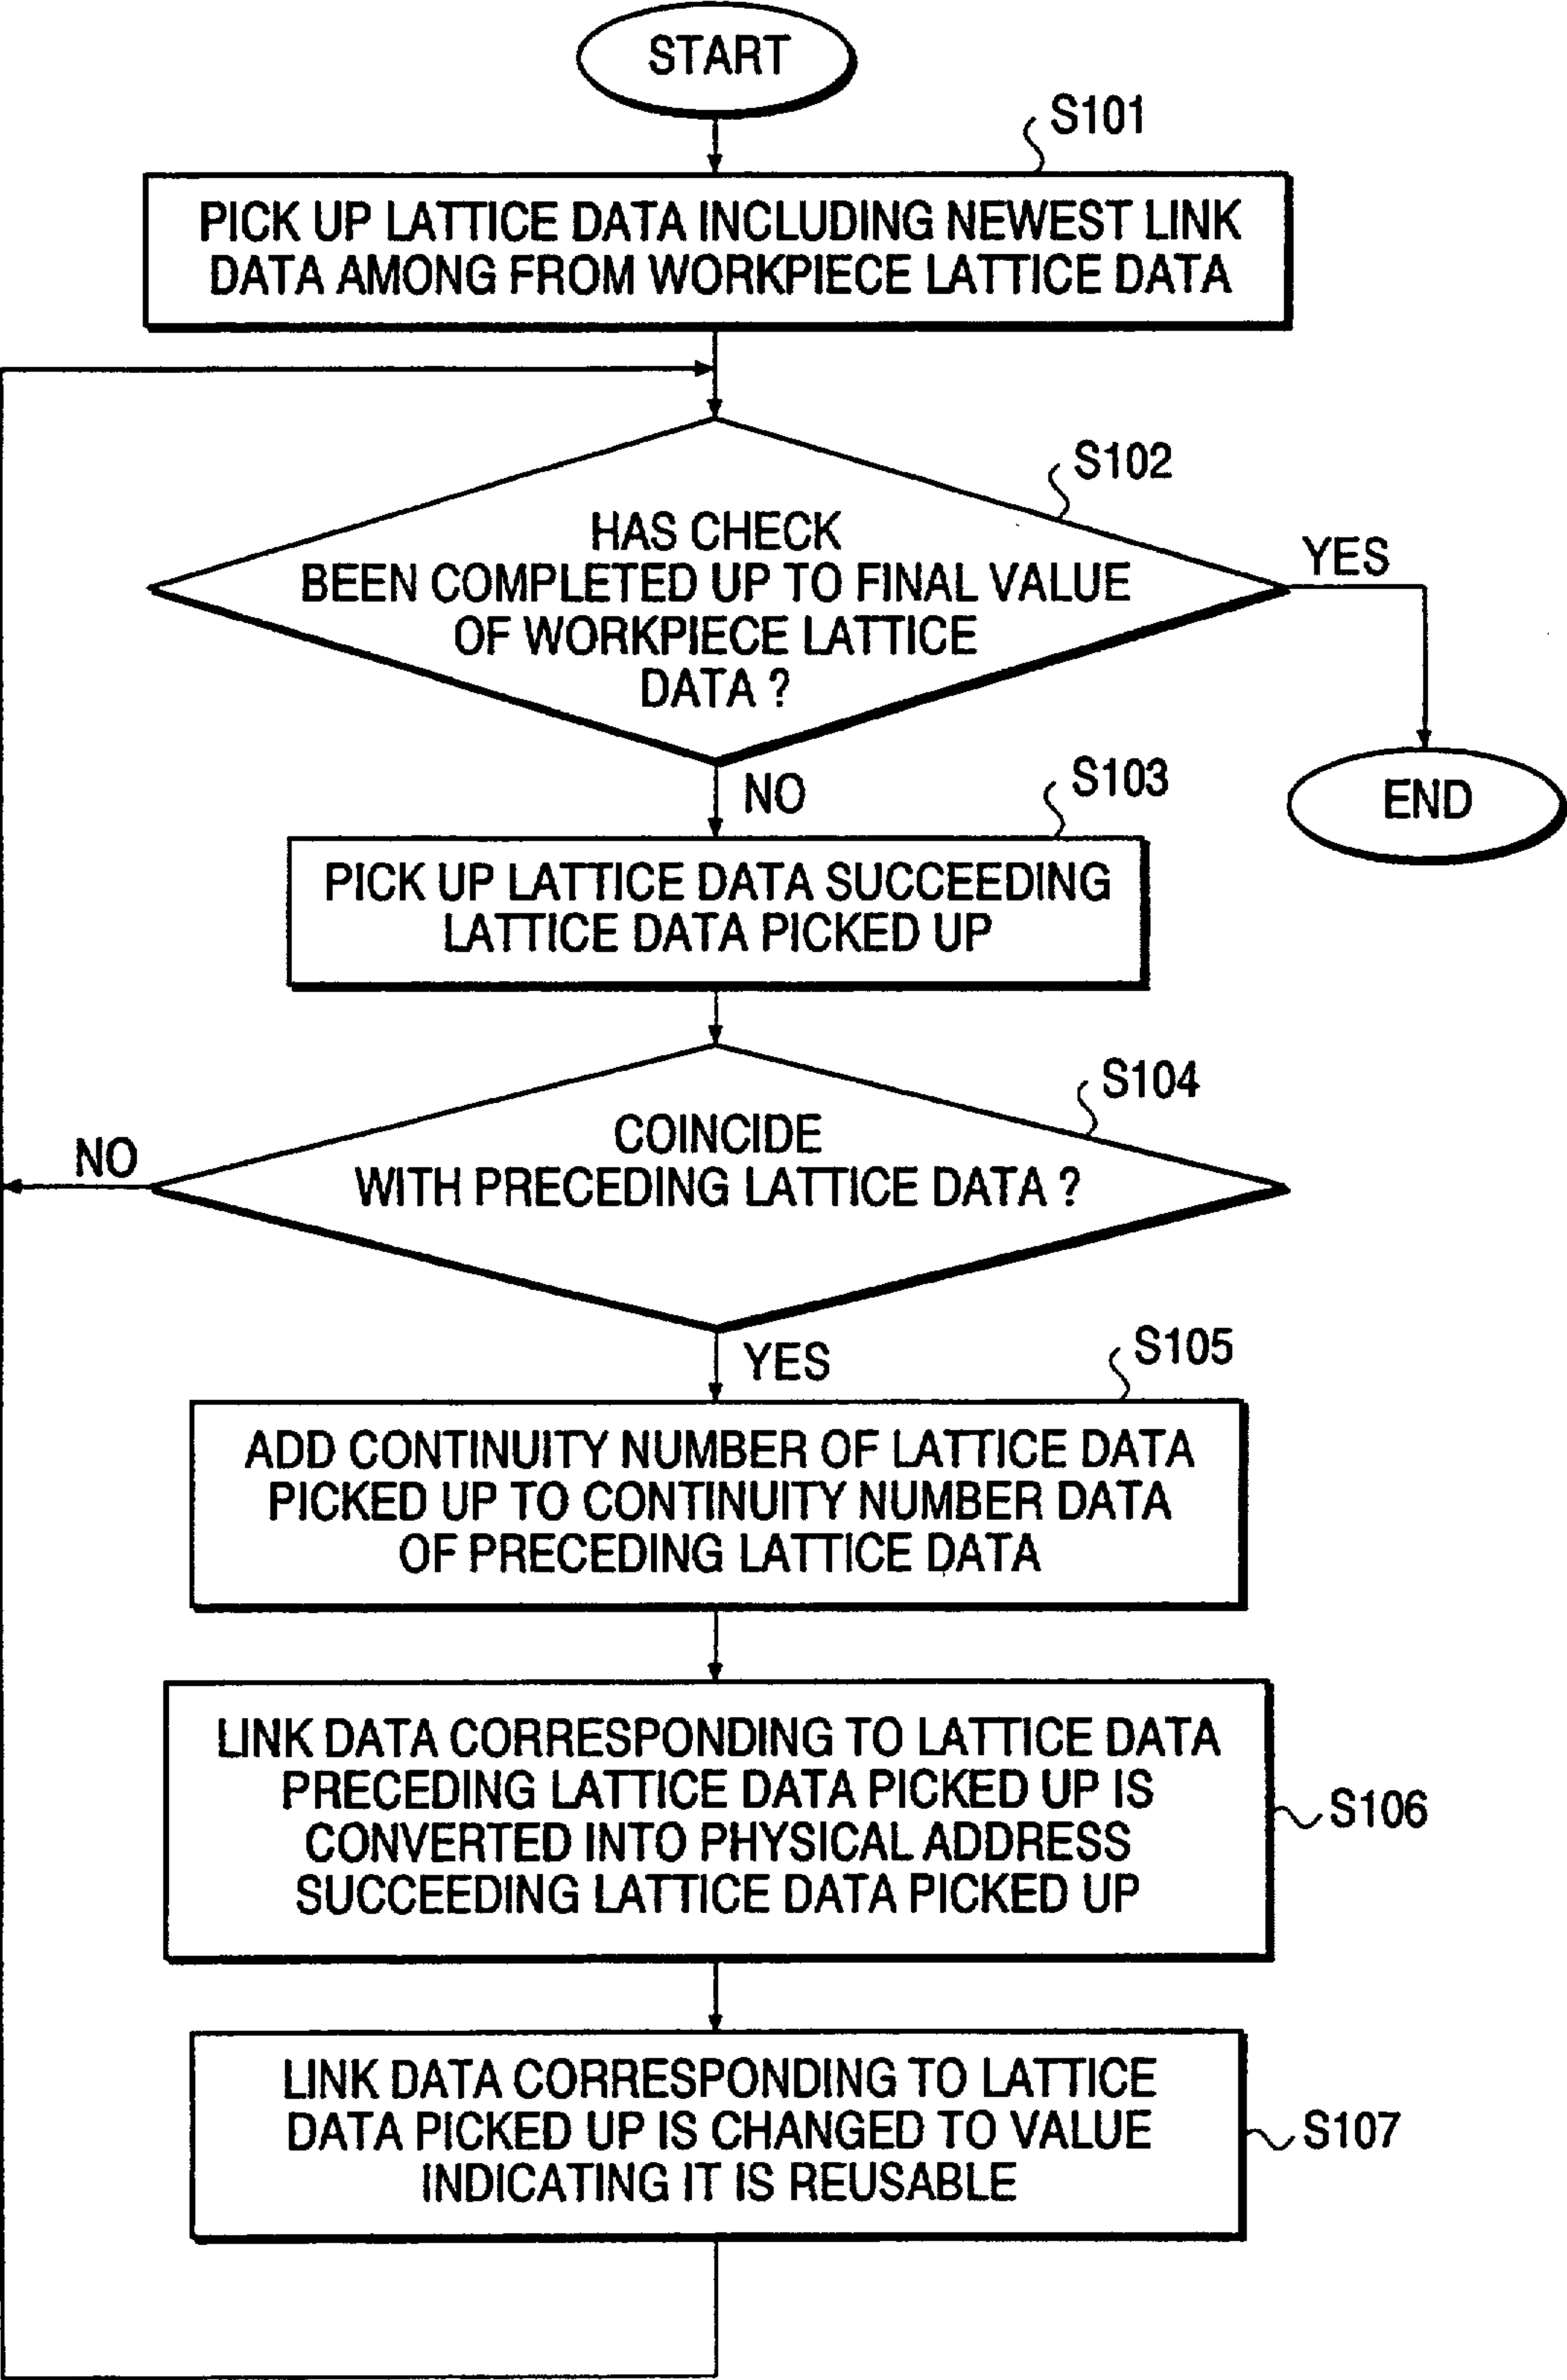 START
S101
PICK UP LATTICE DATA INCLUDING NEWEST LINK
DATA AMONG FROM WORKPIECE LATTICE DATA
S102
HAS CHECK
BEEN COMPLETED UP TO FINAL VALUE
OF WORKPIECE LATTICE
DATA ?
YES
END
NO
S103
PICK UP LATTICE DATA SUCCEEDING
LATTICE DATA PICKED UP
S104
COINCIDE
WITH PRECEDING LATTICE DATA ?
NO
YES
S105
ADD CONTINUITY NUMBER OF LATTICE DATA
PICKED UP TO CONTINUITY NUMBER DATA
OF PRECEDING LATTICE DATA
LINK DATA CORRESPONDING TO LATTICE DATA
PRECEDING LATTICE DATA PICKED UP IS
CONVERTED INTO PHYSICAL ADDRESS
SUCCEEDING LATTICE DATA PICKED UP
S106
LINK DATA CORRESPONDING TO LATTICE
DATA PICKED UP IS CHANGED TO VALUE
INDICATING IT IS REUSABLE
S107